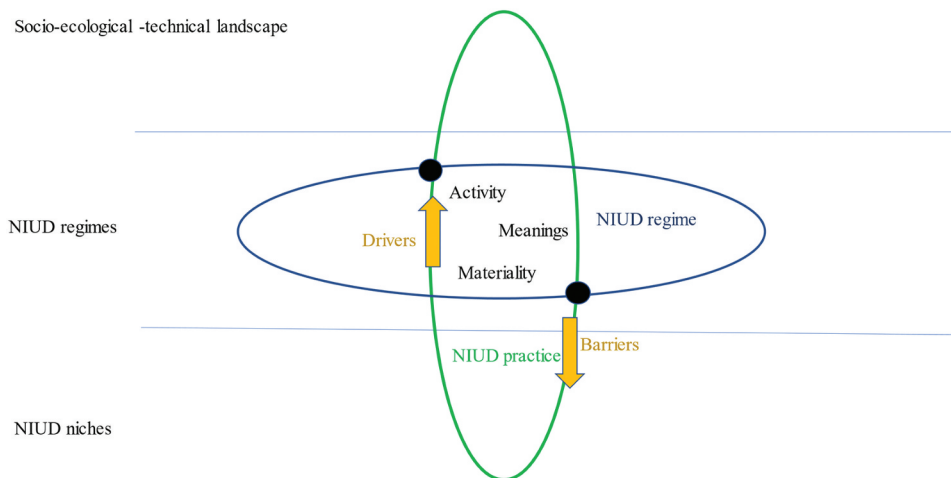 Socio-ecological -technical landscape
Activity
NIUD regimes
Meanings
NIUD regime
Drivers
Materiality
NIUD practice
Barriers
NIUD niches